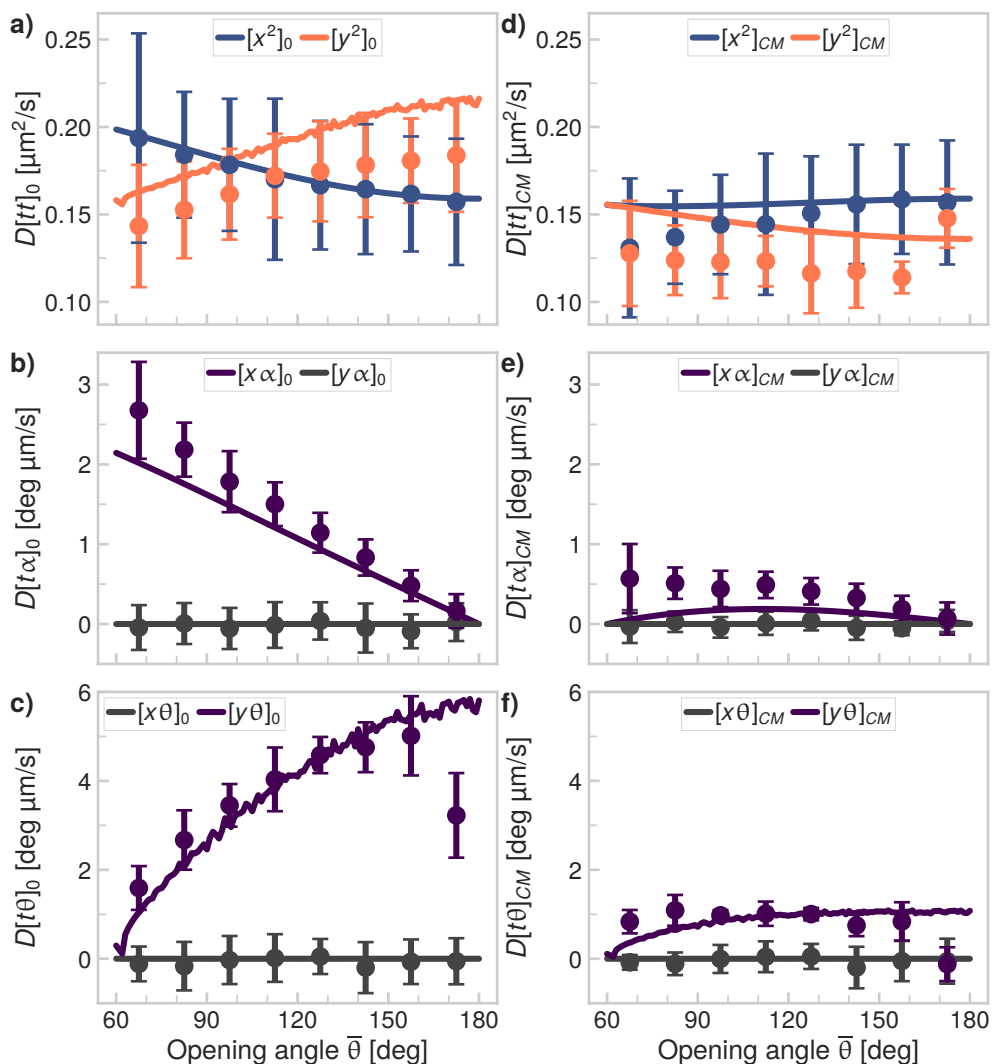 a)
[x²]₀ [y²]₀
D[tt]₀ [µm²/s]
0.25
0.20
0.15
0.10
b)
[xα]₀ [yα]₀
D[tα]₀ [deg µm/s]
3
2
1
0
c)
[xθ]₀ [yθ]₀
D[tθ]₀ [deg µm/s]
6
4
2
0
60 90 120 150 180
Opening angle θ̅ [deg]
d)
[x²]CM [y²]CM
D[tt]CM [µm²/s]
0.25
0.20
0.15
0.10
e)
[xα]CM [yα]CM
D[tα]CM [deg µm/s]
3
2
1
0
f)
[xθ]CM [yθ]CM
D[tθ]CM [deg µm/s]
6
4
2
0
60 90 120 150 180
Opening angle θ̅ [deg]